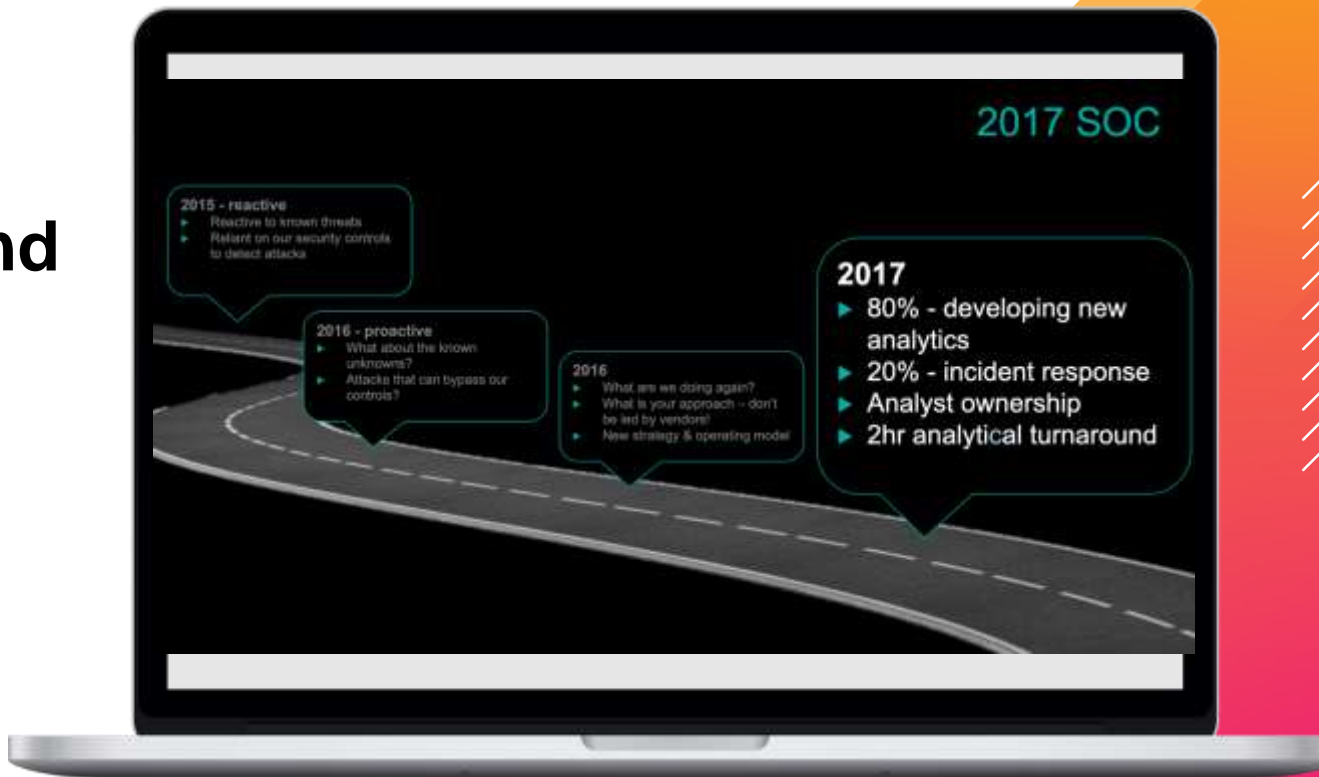 nd
2017 SOC
2015 - reactive
► Reactive to known threats
► Reliant on our security controls
to detect attacks
2016 - proactive
► What about the known
unknowns?
► Attacks that can bypass our
controls?
2016
► What are we doing again?
► What is your approach – don't
be led by vendors!
► New strategy & operating model
2017
► 80% - developing new
analytics
► 20% - incident response
► Analyst ownership
► 2hr analytical turnaround